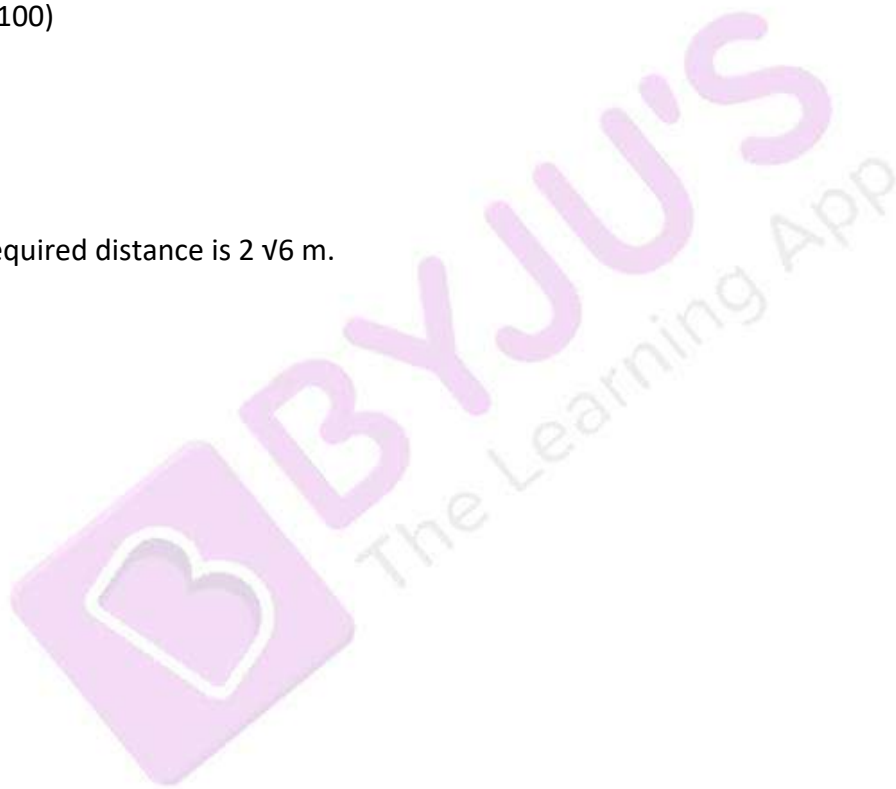 100)
equired distance is 2 √6 m.
B BYJU'S
The Learning App